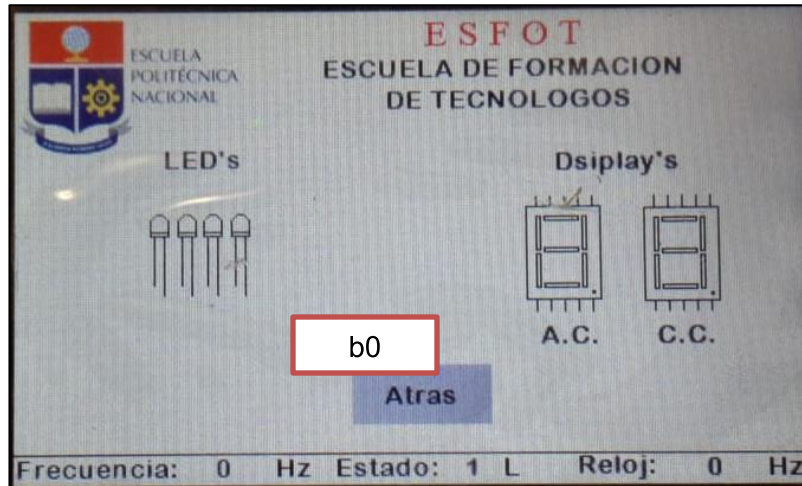 ESCUELA
POLITÉCNICA
NACIONAL
E S F O T
ESCUELA DE FORMACION
DE TECNOLOGOS
LED's
Dsiplay's
A.C.
C.C.
b0
Atras
Frecuencia: 0 Hz Estado: 1 L Reloj: 0 Hz